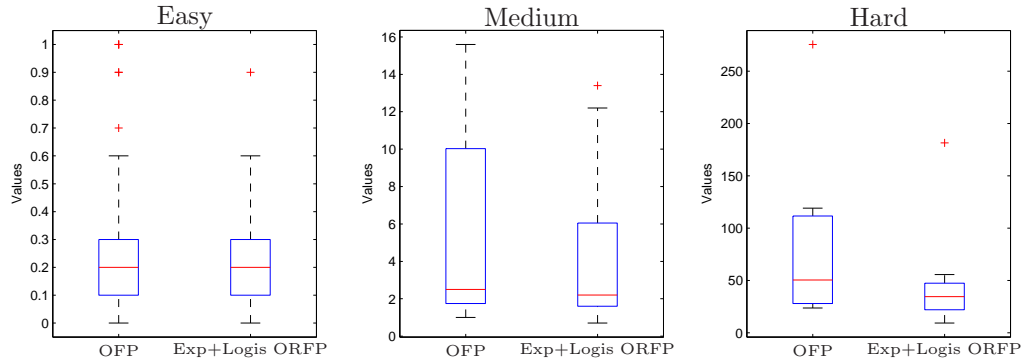 Easy
Medium
Hard
Values
1
0.9
0.8
0.7
0.6
0.5
0.4
0.3
0.2
0.1
0
OFP
Exp+Logis ORFP
Values
16
14
12
10
8
6
4
2
0
OFP
Exp+Logis ORFP
Values
250
200
150
100
50
0
OFP
Exp+Logis ORFP